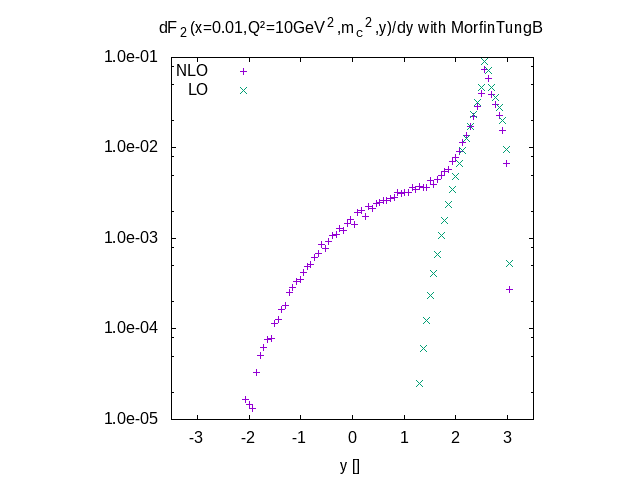 dF₂(x=0.01,Q²=10GeV²,m_c²,y)/dy with MorfinTungB
NLO
LO
1.0e-01
1.0e-02
1.0e-03
1.0e-04
1.0e-05
-3 -2 -1 0 1 2 3
y []